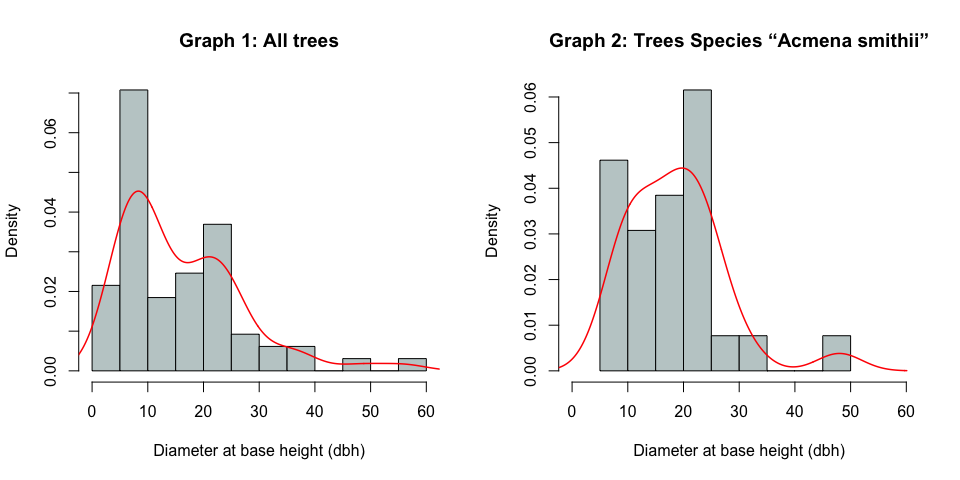 Graph 1: All trees
Density
0.00
0.02
0.04
0.06
0 10 20 30 40 50 60
Diameter at base height (dbh)
Graph 2: Trees Species “Acmena smithii”
Density
0.00
0.01
0.02
0.03
0.04
0.05
0.06
0 10 20 30 40 50 60
Diameter at base height (dbh)